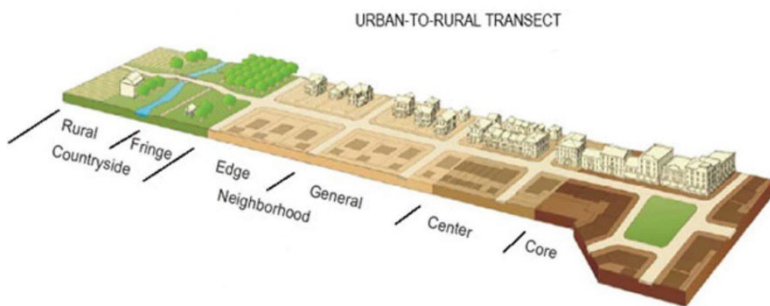 URBAN-TO-RURAL TRANSECT
Rural
Fringe
Countryside
Edge
General
Neighborhood
Center
Core